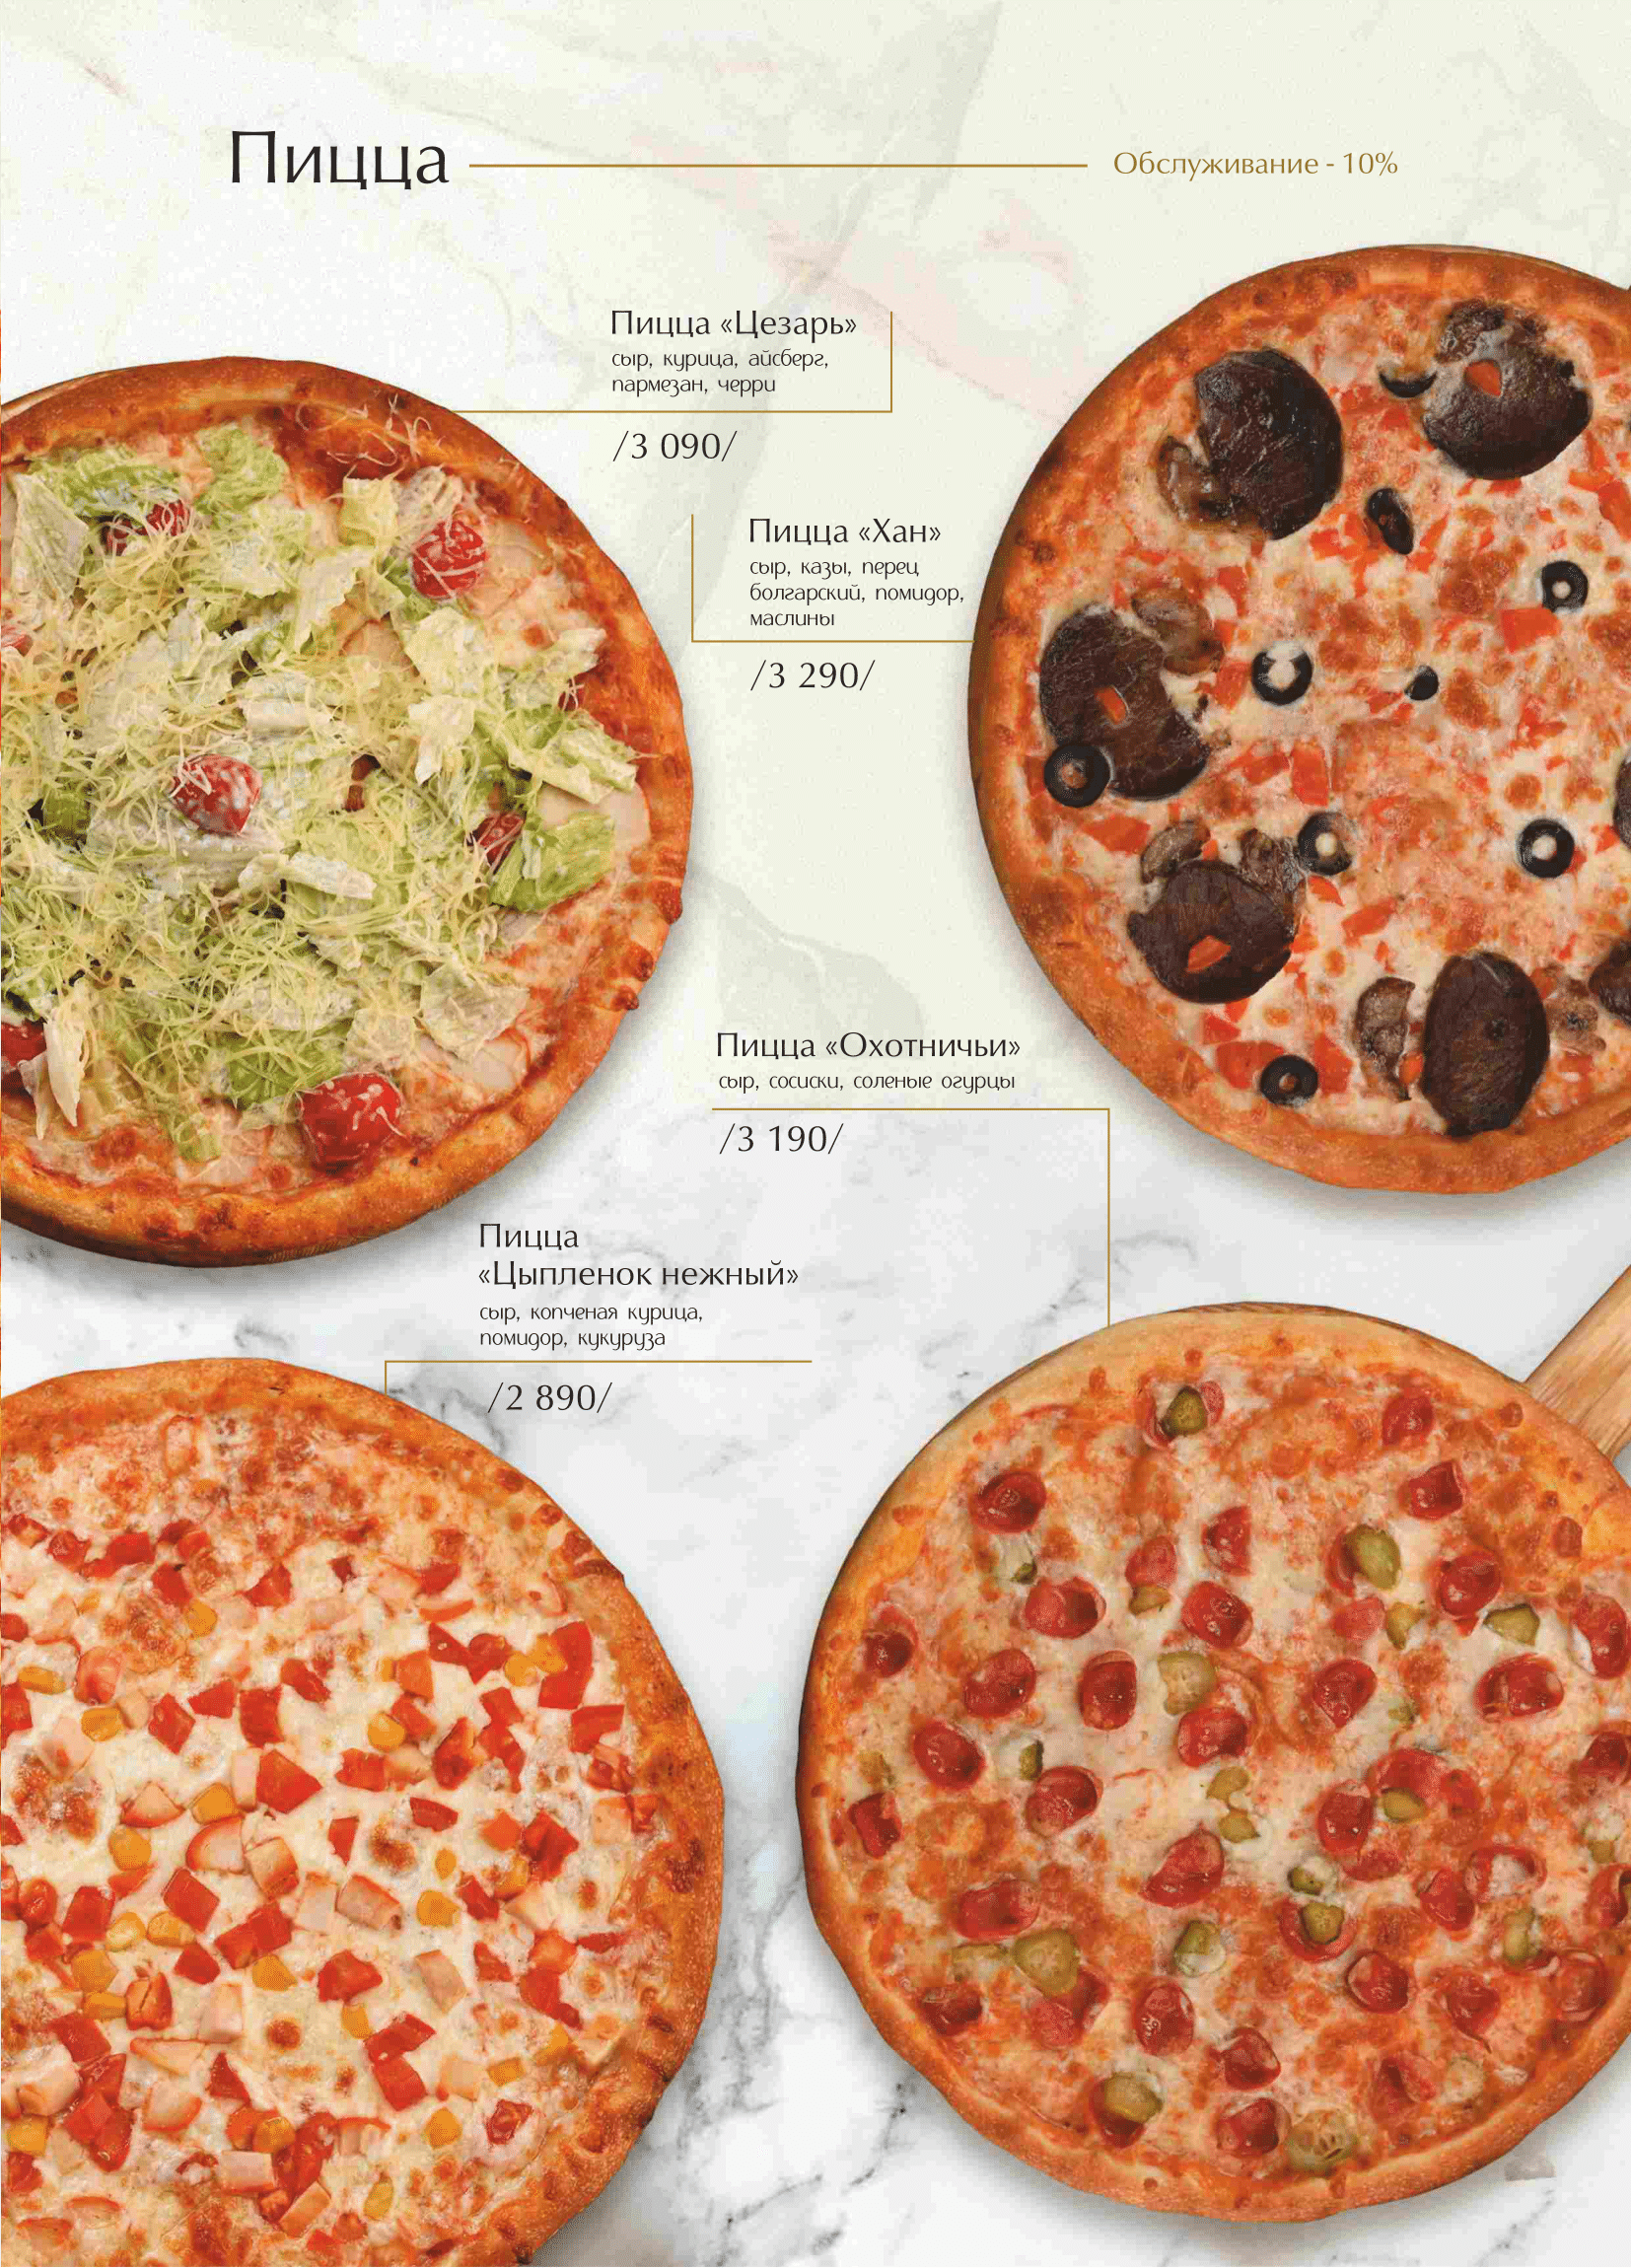 Пицца
Обслуживание - 10%
Пицца «Цезарь»
сыр, курица, айсберг,
пармезан, черри
/3 090/
Пицца «Хан»
сыр, казы, перец
болгарский, помидор,
маслины
/3 290/
Пицца «Охотничьи»
сыр, сосиски, соленые огурцы
/3 190/
Пицца
«Цыпленок нежный»
сыр, копченая курица,
помидор, кукуруза
/2 890/